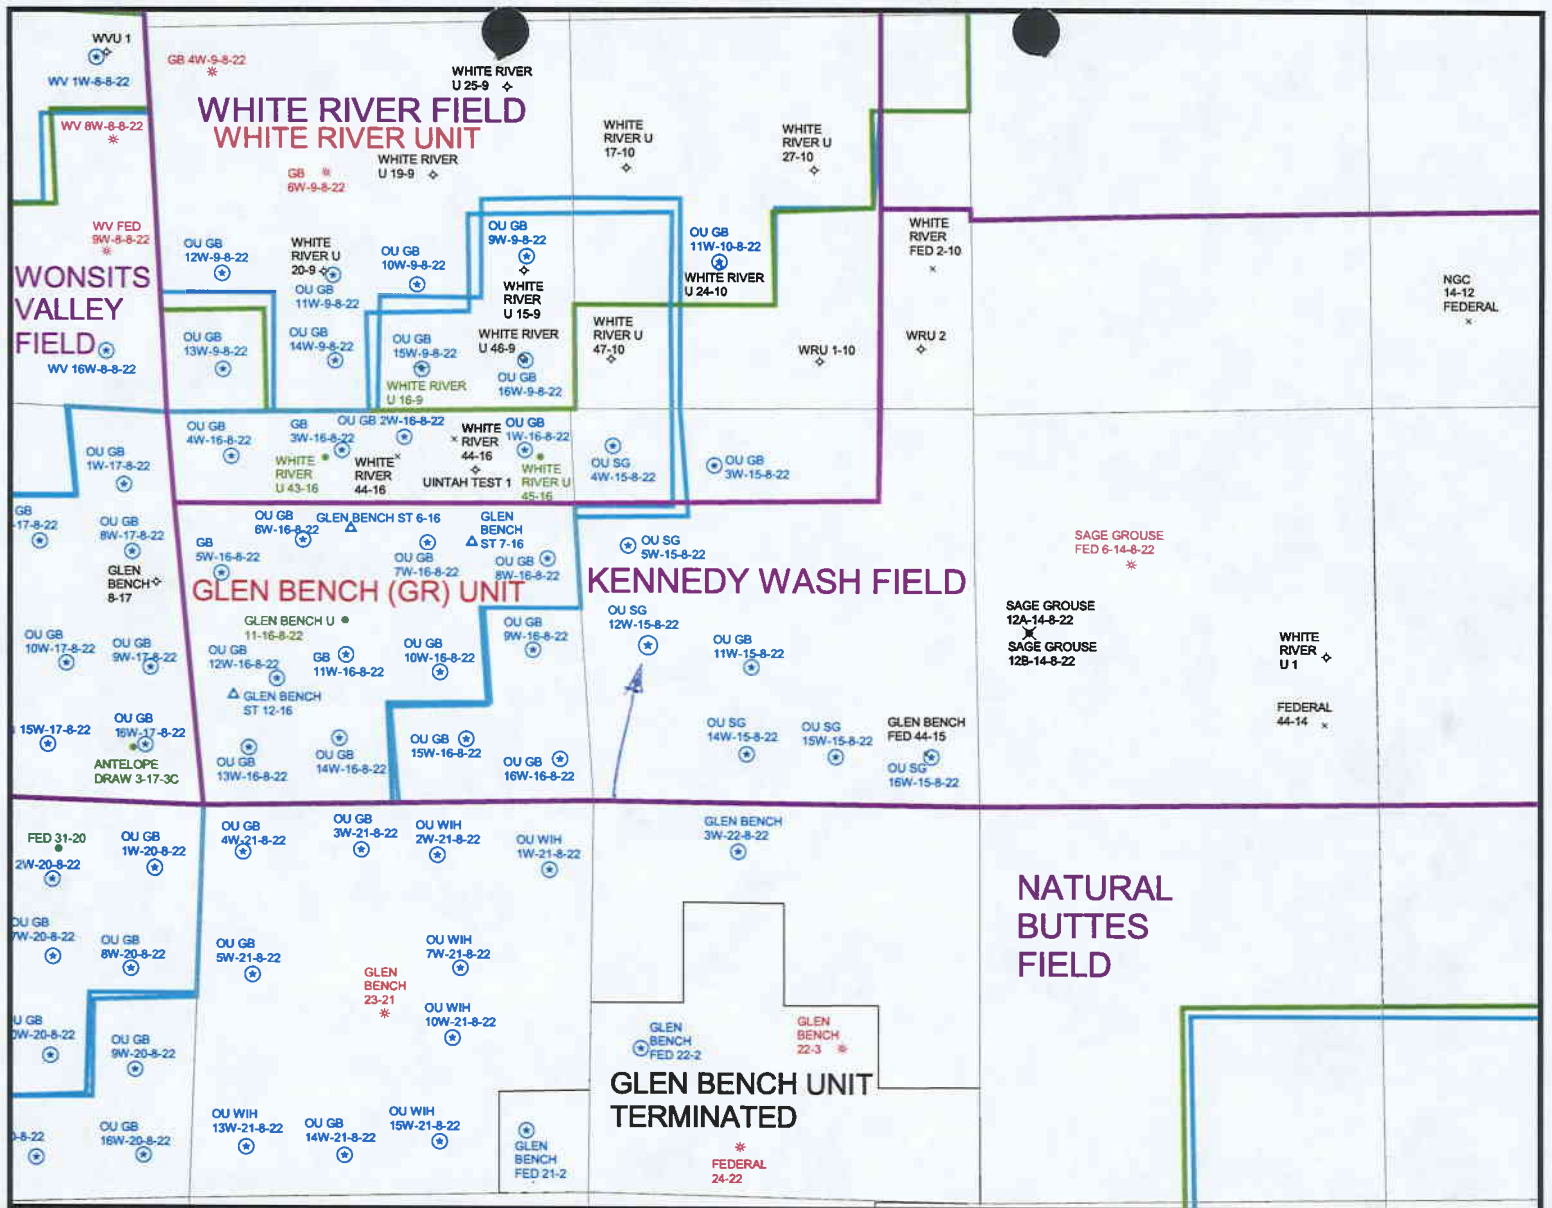 WVU 1
WV 1W-8-8-22
GB 4W-9-8-22
WHITE RIVER
U 25-9
WHITE RIVER FIELD
WHITE RIVER UNIT
WV 8W-8-8-22
WHITE
RIVER U
17-10
WHITE
RIVER U
27-10
WHITE RIVER
U 19-9
GB
6W-9-8-22
WV FED
9W-8-8-22
OU GB
12W-9-8-22
WHITE
RIVER U
20-9
OU GB
11W-9-8-22
OU GB
10W-9-8-22
OU GB
9W-9-8-22
WHITE
RIVER
U 15-9
OU GB
11W-10-8-22
WHITE RIVER
U 24-10
WHITE
RIVER
FED 2-10
NGC
14-12
FEDERAL
WONSITS
VALLEY
FIELD
WV 16W-8-8-22
OU GB
13W-9-8-22
OU GB
14W-9-8-22
OU GB
15W-9-8-22
WHITE RIVER
U 16-9
WHITE RIVER
U 46-9
OU GB
16W-9-8-22
WHITE
RIVER U
47-10
WRU 1-10
WRU 2
OU GB
1W-17-8-22
OU GB
4W-16-8-22
GB
3W-16-8-22
OU GB 2W-16-8-22
WHITE
RIVER
44-16
OU GB
1W-16-8-22
WHITE
RIVER
U 43-16
WHITE
RIVER
44-16
UINTAH TEST 1
WHITE
RIVER U
45-16
OU SG
4W-15-8-22
OU GB
3W-15-8-22
GB
-17-8-22
OU GB
8W-17-8-22
GLEN
BENCH
8-17
OU GB
6W-16-8-22
GLEN BENCH ST 6-16
GLEN
BENCH
ST 7-16
GB
5W-16-8-22
OU GB
7W-16-8-22
OU GB
8W-16-8-22
OU SG
5W-15-8-22
SAGE GROUSE
FED 6-14-8-22
GLEN BENCH (GR) UNIT
KENNEDY WASH FIELD
GLEN BENCH U
11-16-8-22
OU GB
10W-17-8-22
OU GB
9W-17-8-22
OU GB
12W-16-8-22
GB
11W-16-8-22
OU GB
10W-16-8-22
OU GB
9W-16-8-22
OU SG
12W-15-8-22
OU GB
11W-15-8-22
SAGE GROUSE
12A-14-8-22
SAGE GROUSE
12B-14-8-22
WHITE
RIVER
U 1
GLEN BENCH
ST 12-16
FEDERAL
44-14
15W-17-8-22
OU GB
16W-17-8-22
ANTELOPE
DRAW 3-17-3C
OU GB
13W-16-8-22
OU GB
14W-16-8-22
OU GB
15W-16-8-22
OU GB
16W-16-8-22
OU SG
14W-15-8-22
OU SG
15W-15-8-22
GLEN BENCH
FED 44-15
OU SG
16W-15-8-22
FED 31-20
2W-20-8-22
OU GB
1W-20-8-22
OU GB
4W-21-8-22
OU GB
3W-21-8-22
OU WIH
2W-21-8-22
OU WIH
1W-21-8-22
GLEN BENCH
3W-22-8-22
NATURAL
BUTTES
FIELD
OU GB
7W-20-8-22
OU GB
8W-20-8-22
OU GB
5W-21-8-22
OU WIH
7W-21-8-22
GLEN
BENCH
23-21
OU WIH
10W-21-8-22
U GB
0W-20-8-22
OU GB
9W-20-8-22
GLEN
BENCH
FED 22-2
GLEN
BENCH
22-3
GLEN BENCH UNIT
TERMINATED
-8-22
OU GB
16W-20-8-22
OU WIH
13W-21-8-22
OU GB
14W-21-8-22
OU WIH
15W-21-8-22
GLEN
BENCH
FED 21-2
FEDERAL
24-22